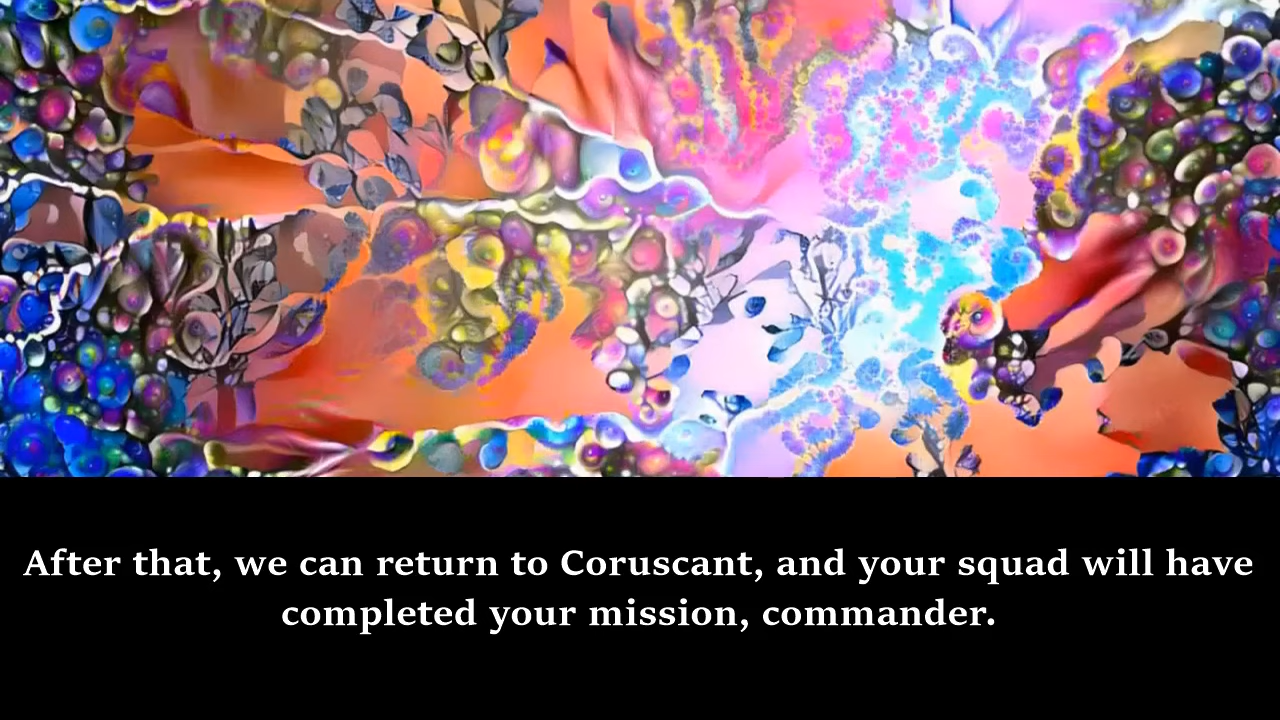 After that, we can return to Coruscant, and your squad will have
completed your mission, commander.